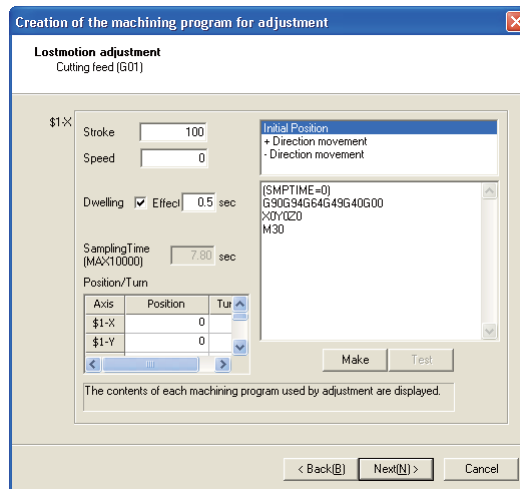 Creation of the machining program for adjustment
Lostmotion adjustment
Cutting feed (G01)
$1-X
Stroke 100
Speed 0
Dwelling Effect 0.5 sec
SamplingTime
(MAX10000) 7.80 sec
Position/Turn
Axis Position Tur
$1-X 0
$1-Y 0
Initial Position
+ Direction movement
- Direction movement
(SMPTIME=0)
G90G94G64G49G40G00
X0Y0Z0
M30
Make Test
The contents of each machining program used by adjustment are displayed.
< Back(B) Next(N) > Cancel